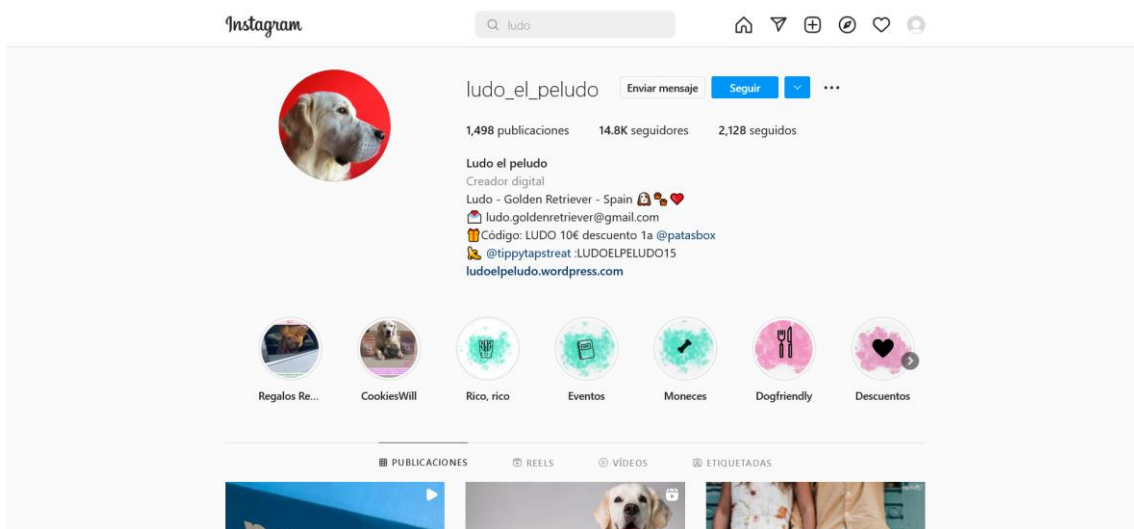 Instagram
ludo
ludo_el_peludo Enviar mensaje Seguir
1,498 publicaciones 14.8K seguidores 2,128 seguidos
Ludo el peludo
Creador digital
Ludo - Golden Retriever - Spain
ludo.goldenretriever@gmail.com
Código: LUDO 10€ descuento 1a @patasbox
@tippytapstreat :LUDOELPELUDO15
ludoelpeludo.wordpress.com
Regalos Re... CookiesWill Rico, rico Eventos Moneces Dogfriendly Descuentos
PUBLICACIONES REELS VÍDEOS ETIQUETADAS